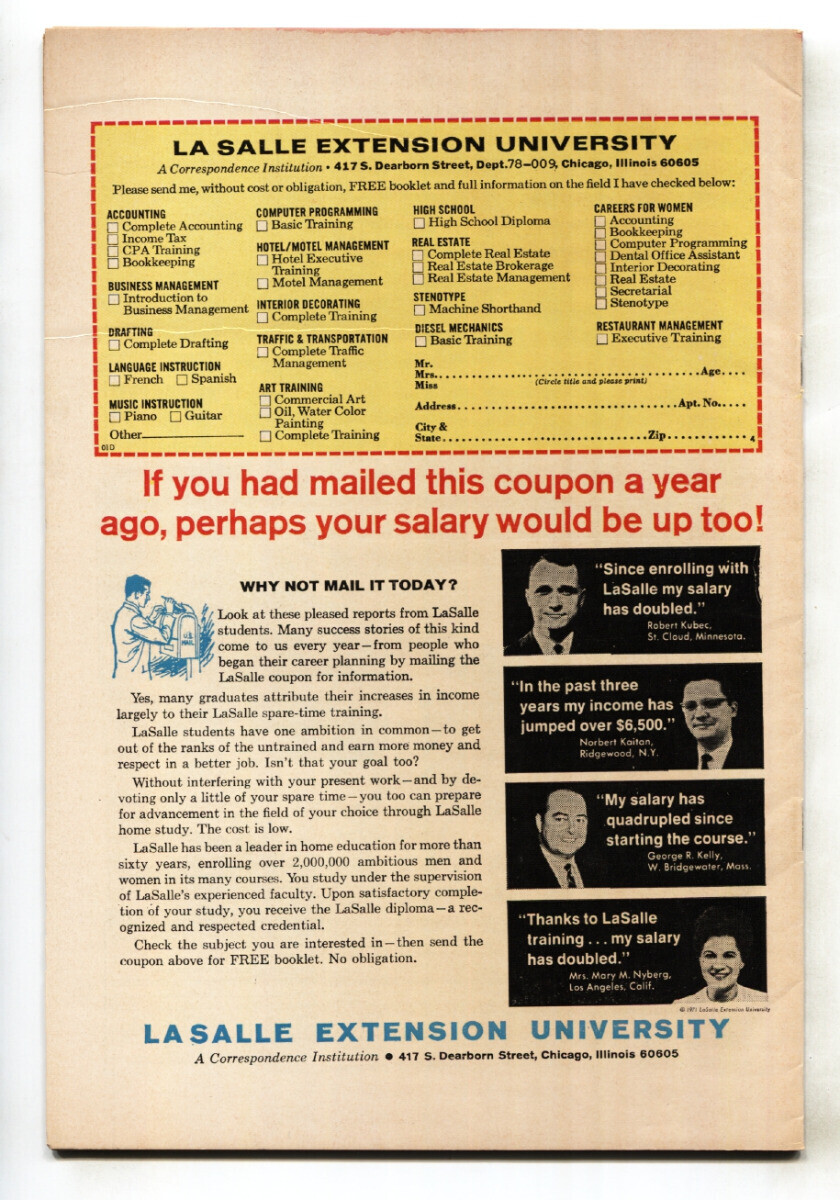 LA SALLE EXTENSION UNIVERSITY
A Correspondence Institution • 417 S. Dearborn Street, Dept. 78-009, Chicago, Illinois 60605
Please send me, without cost or obligation, FREE booklet and full information on the field I have checked below:
ACCOUNTING
Complete Accounting
Income Tax
CPA Training
Bookkeeping
BUSINESS MANAGEMENT
Introduction to
Business Management
DRAFTING
Complete Drafting
LANGUAGE INSTRUCTION
French Spanish
MUSIC INSTRUCTION
Piano Guitar
Other
01D
COMPUTER PROGRAMMING
Basic Training
HOTEL/MOTEL MANAGEMENT
Hotel Executive
Training
Motel Management
INTERIOR DECORATING
Complete Training
TRAFFIC & TRANSPORTATION
Complete Traffic
Management
ART TRAINING
Commercial Art
Oil, Water Color
Painting
Complete Training
HIGH SCHOOL
High School Diploma
REAL ESTATE
Complete Real Estate
Real Estate Brokerage
Real Estate Management
STENOTYPE
Machine Shorthand
DIESEL MECHANICS
Basic Training
CAREERS FOR WOMEN
Accounting
Bookkeeping
Computer Programming
Dental Office Assistant
Interior Decorating
Real Estate
Secretarial
Stenotype
RESTAURANT MANAGEMENT
Executive Training
Mr.
Mrs. Age
Miss (Circle title and please print)
Address Apt. No.
City &
State Zip 4
If you had mailed this coupon a year
ago, perhaps your salary would be up too!
WHY NOT MAIL IT TODAY?
U.S.
MAIL
Look at these pleased reports from LaSalle
students. Many success stories of this kind
come to us every year—from people who
began their career planning by mailing the
LaSalle coupon for information.
Yes, many graduates attribute their increases in income
largely to their LaSalle spare-time training.
LaSalle students have one ambition in common—to get
out of the ranks of the untrained and earn more money and
respect in a better job. Isn't that your goal too?
Without interfering with your present work—and by de-
voting only a little of your spare time—you too can prepare
for advancement in the field of your choice through LaSalle
home study. The cost is low.
LaSalle has been a leader in home education for more than
sixty years, enrolling over 2,000,000 ambitious men and
women in its many courses. You study under the supervision
of LaSalle's experienced faculty. Upon satisfactory comple-
tion of your study, you receive the LaSalle diploma—a rec-
ognized and respected credential.
Check the subject you are interested in—then send the
coupon above for FREE booklet. No obligation.
"Since enrolling with
LaSalle my salary
has doubled."
Robert Kubec,
St. Cloud, Minnesota.
"In the past three
years my income has
jumped over $6,500."
Norbert Kaitan,
Ridgewood, N.Y.
"My salary has
quadrupled since
starting the course."
George R. Kelly,
W. Bridgewater, Mass.
"Thanks to LaSalle
training . . . my salary
has doubled."
Mrs. Mary M. Nyberg,
Los Angeles, Calif.
© 1971 LaSalle Extension University
LASALLE EXTENSION UNIVERSITY
A Correspondence Institution • 417 S. Dearborn Street, Chicago, Illinois 60605